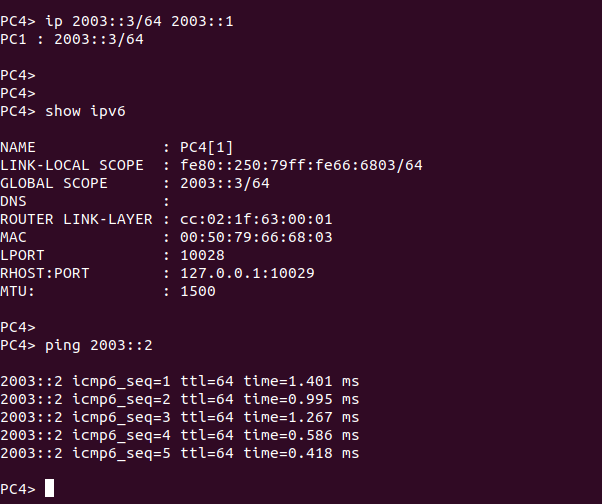 PC4> ip 2003::3/64 2003::1
PC1 : 2003::3/64
PC4>
PC4>
PC4> show ipv6
NAME : PC4[1]
LINK-LOCAL SCOPE : fe80::250:79ff:fe66:6803/64
GLOBAL SCOPE : 2003::3/64
DNS :
ROUTER LINK-LAYER : cc:02:1f:63:00:01
MAC : 00:50:79:66:68:03
LPORT : 10028
RHOST:PORT : 127.0.0.1:10029
MTU: : 1500
PC4>
PC4> ping 2003::2
2003::2 icmp6_seq=1 ttl=64 time=1.401 ms
2003::2 icmp6_seq=2 ttl=64 time=0.995 ms
2003::2 icmp6_seq=3 ttl=64 time=1.267 ms
2003::2 icmp6_seq=4 ttl=64 time=0.586 ms
2003::2 icmp6_seq=5 ttl=64 time=0.418 ms
PC4>